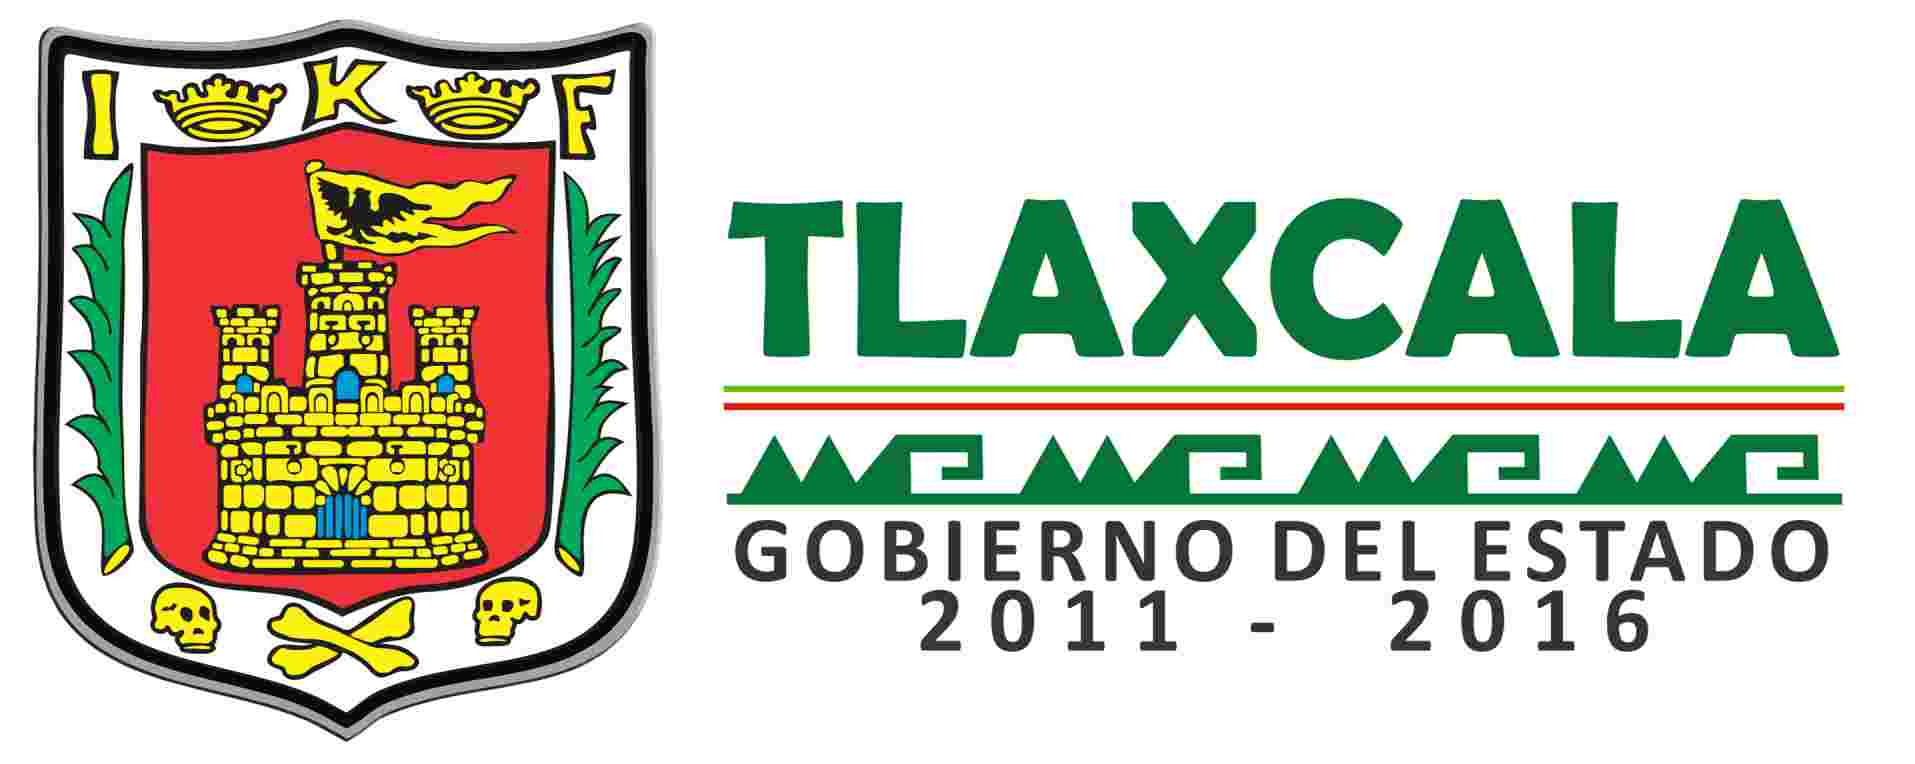 I K F
TLAXCALA
GOBIERNO DEL ESTADO
2011 - 2016